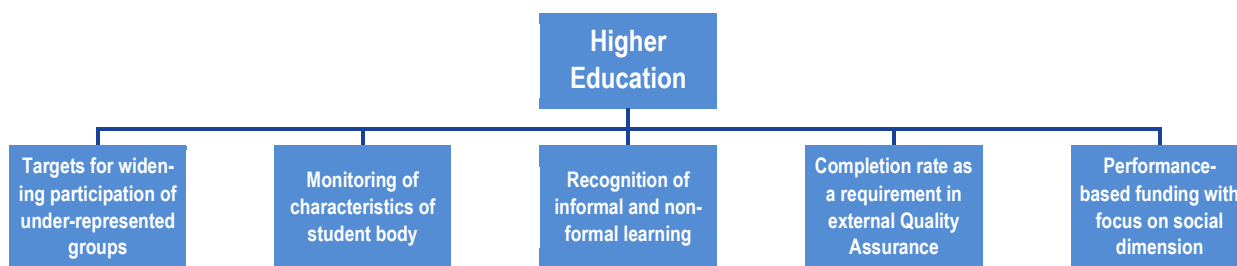 Higher
Education
Targets for widen-
ing participation of
under-represented
groups
Monitoring of
characteristics of
student body
Recognition of
informal and non-
formal learning
Completion rate as
a requirement in
external Quality
Assurance
Performance-
based funding with
focus on social
dimension